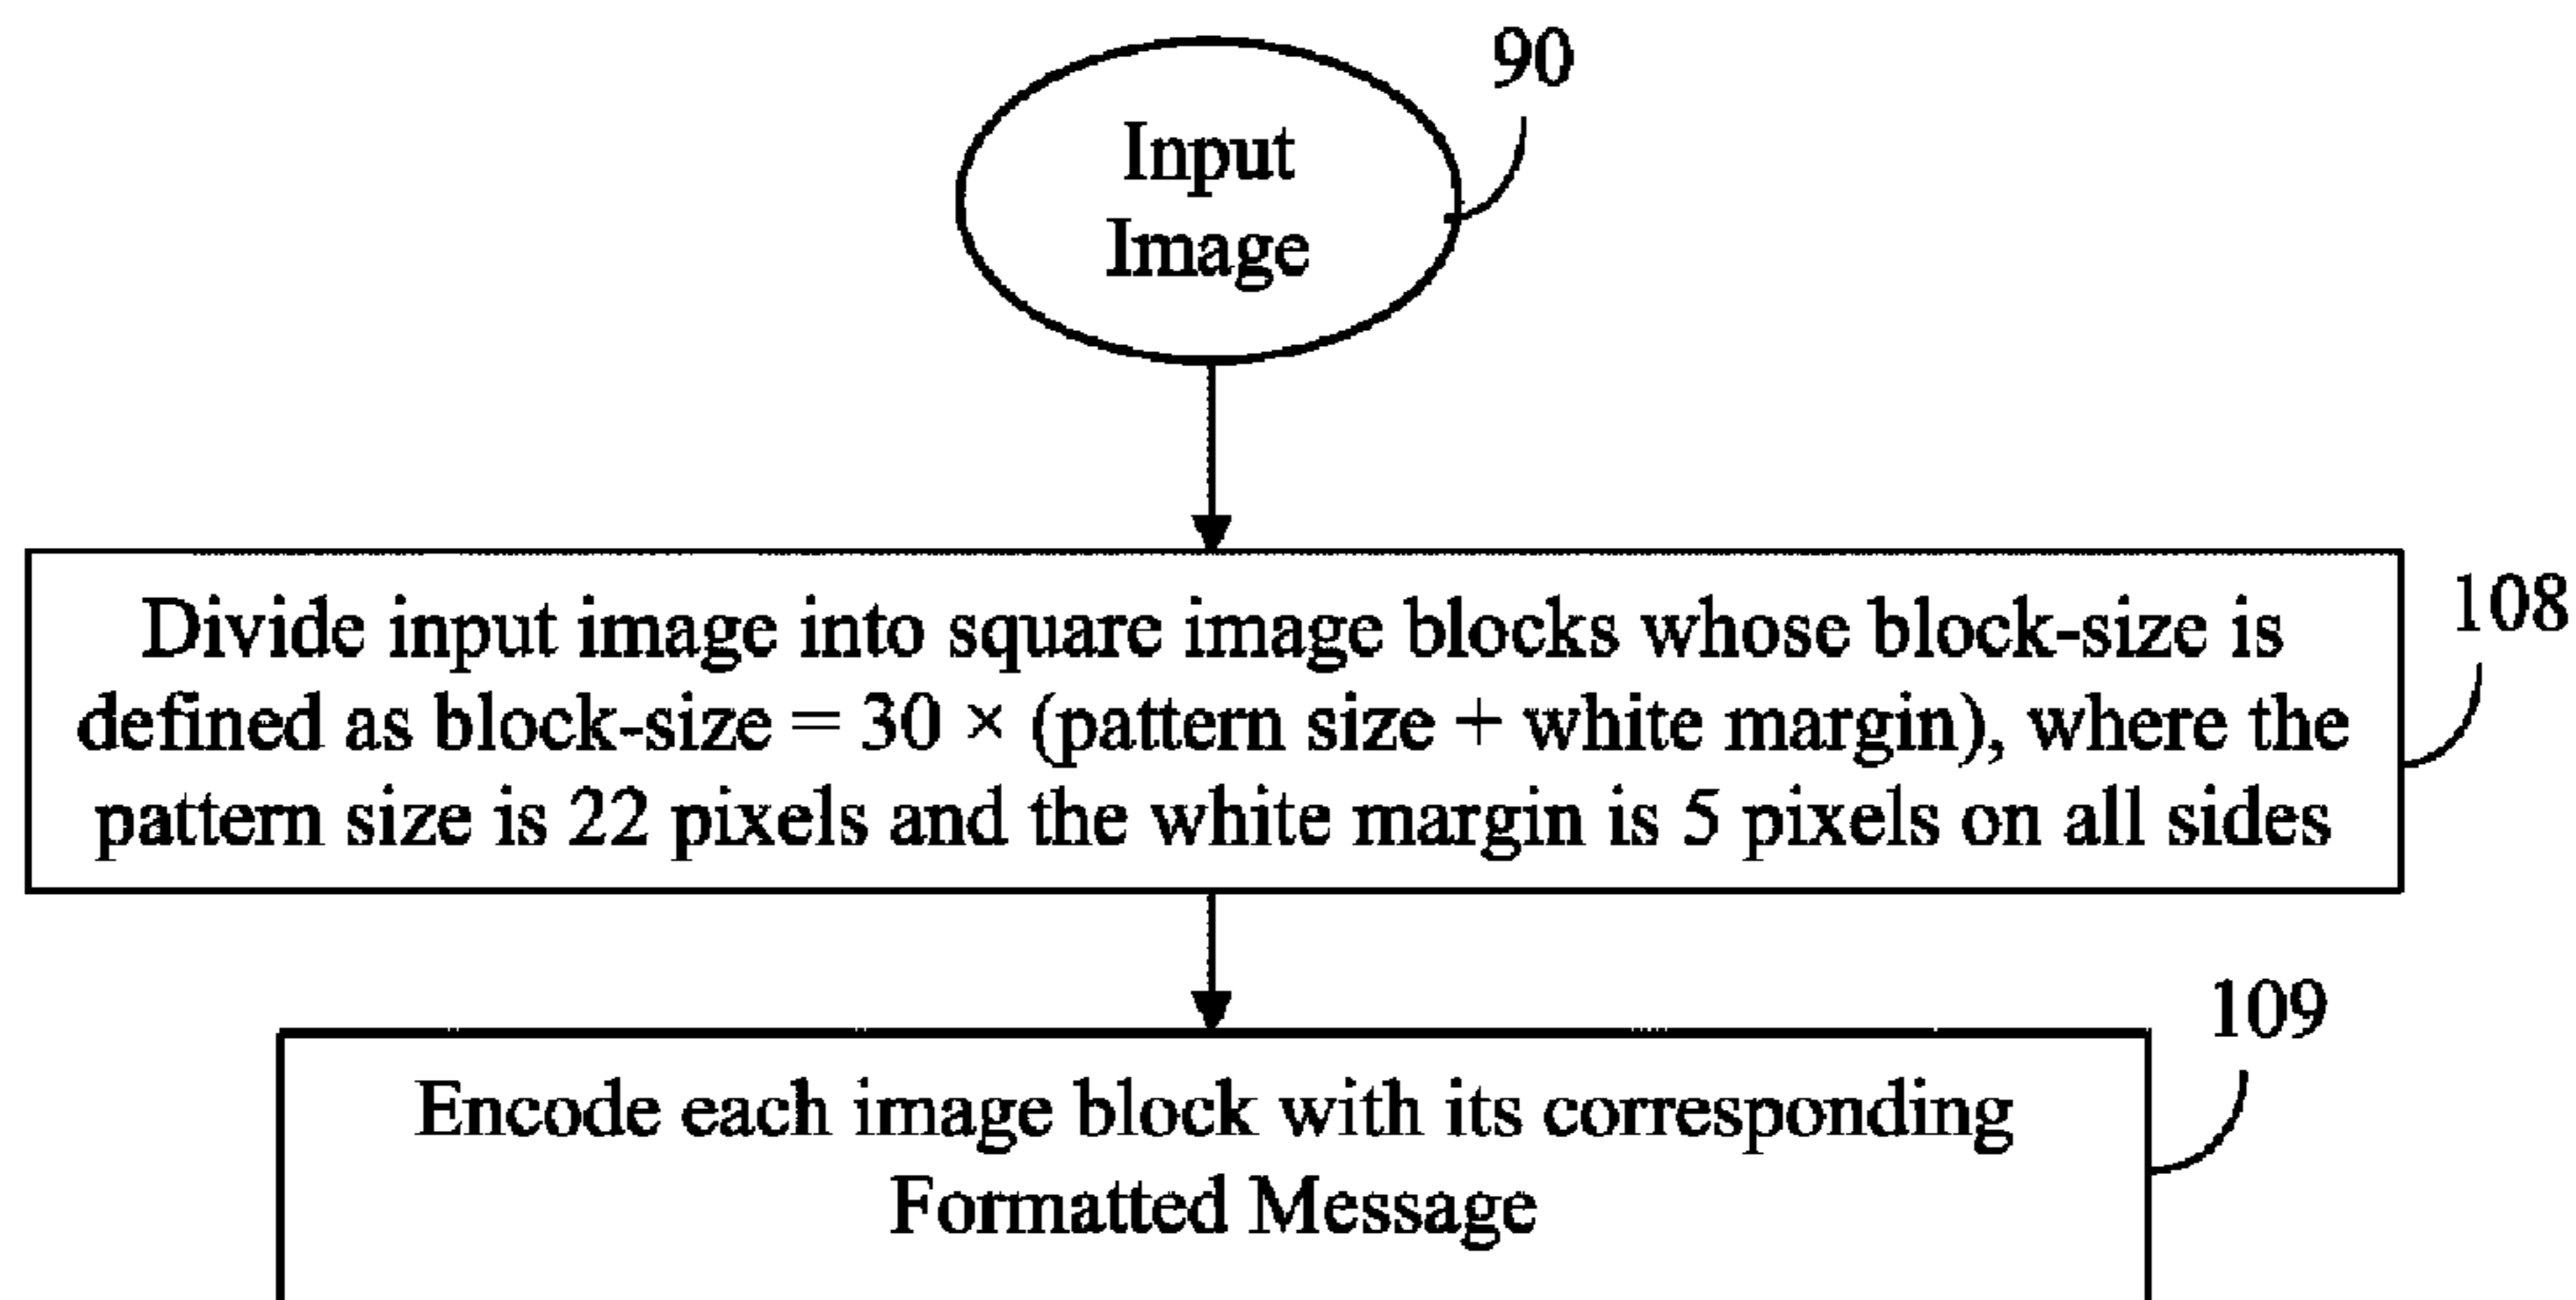 90
Input
Image
108
Divide input image into square image blocks whose block-size is
defined as block-size = 30 × (pattern size + white margin), where the
pattern size is 22 pixels and the white margin is 5 pixels on all sides
109
Encode each image block with its corresponding
Formatted Message